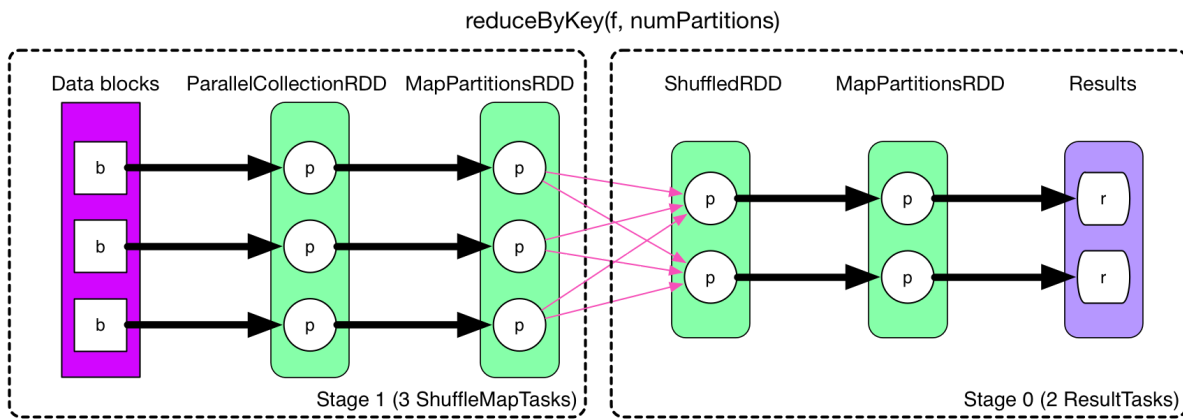 reduceByKey(f, numPartitions)
Data blocks
ParallelCollectionRDD
MapPartitionsRDD
ShuffledRDD
MapPartitionsRDD
Results
b
p
p
p
p
r
b
p
p
p
p
r
b
p
p
Stage 1 (3 ShuffleMapTasks)
Stage 0 (2 ResultTasks)